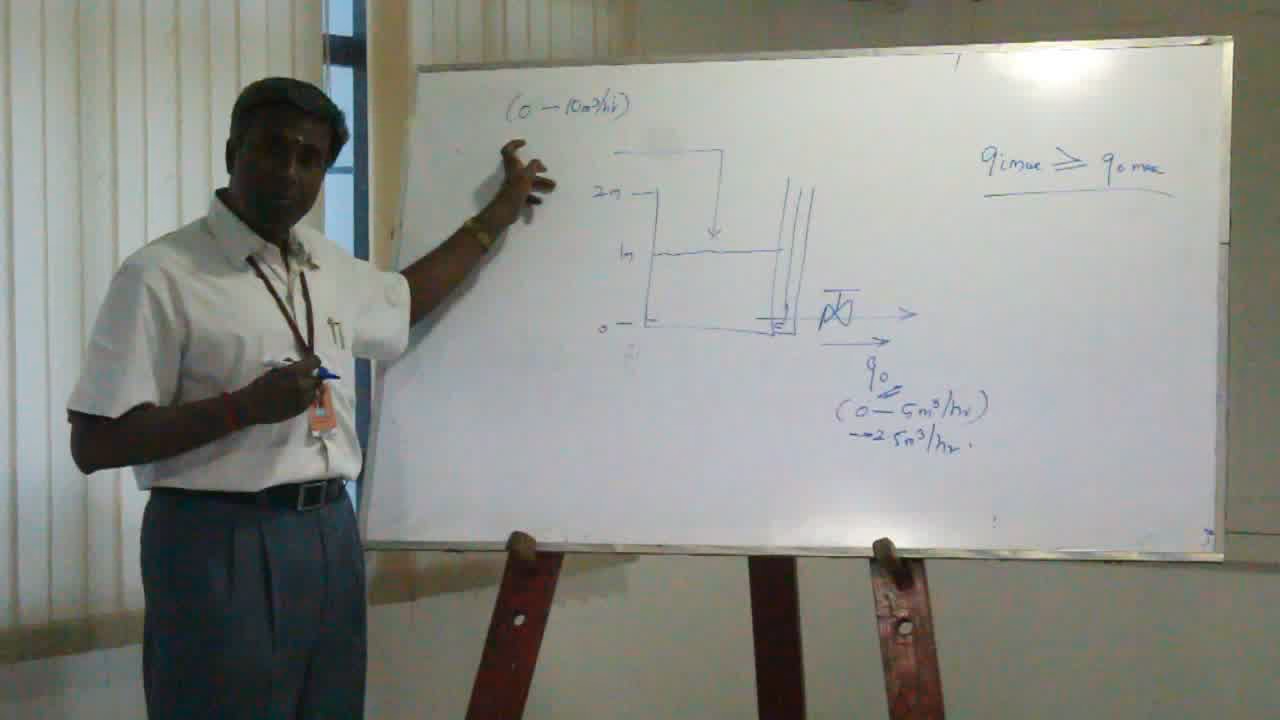 (0 – 10m³/hr)
qimax ≥ qomax
2m
1m
0
qo
(0 – 5m³/hr)
→ 2.5m³/hr.